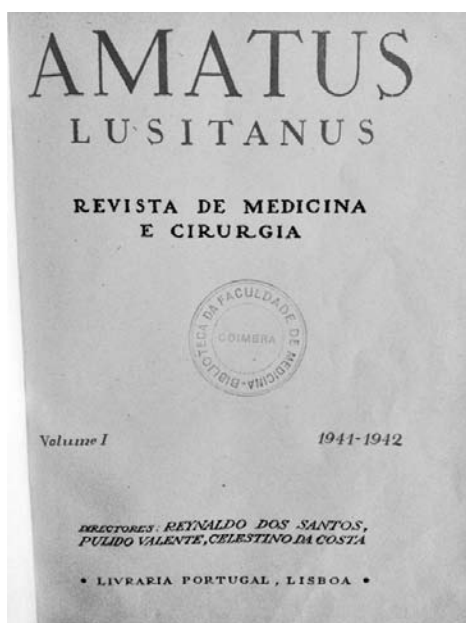 AMATUS
LUSITANUS
REVISTA DE MEDICINA
E CIRURGIA
BIBLIOTECA DA FACULDADE DE MEDICINA
COIMBRA
Volume I 1941-1942
DIRECTORES: REYNALDO DOS SANTOS,
PULIDO VALENTE, CELESTINO DA COSTA
• LIVRARIA PORTUGAL, LISBOA •